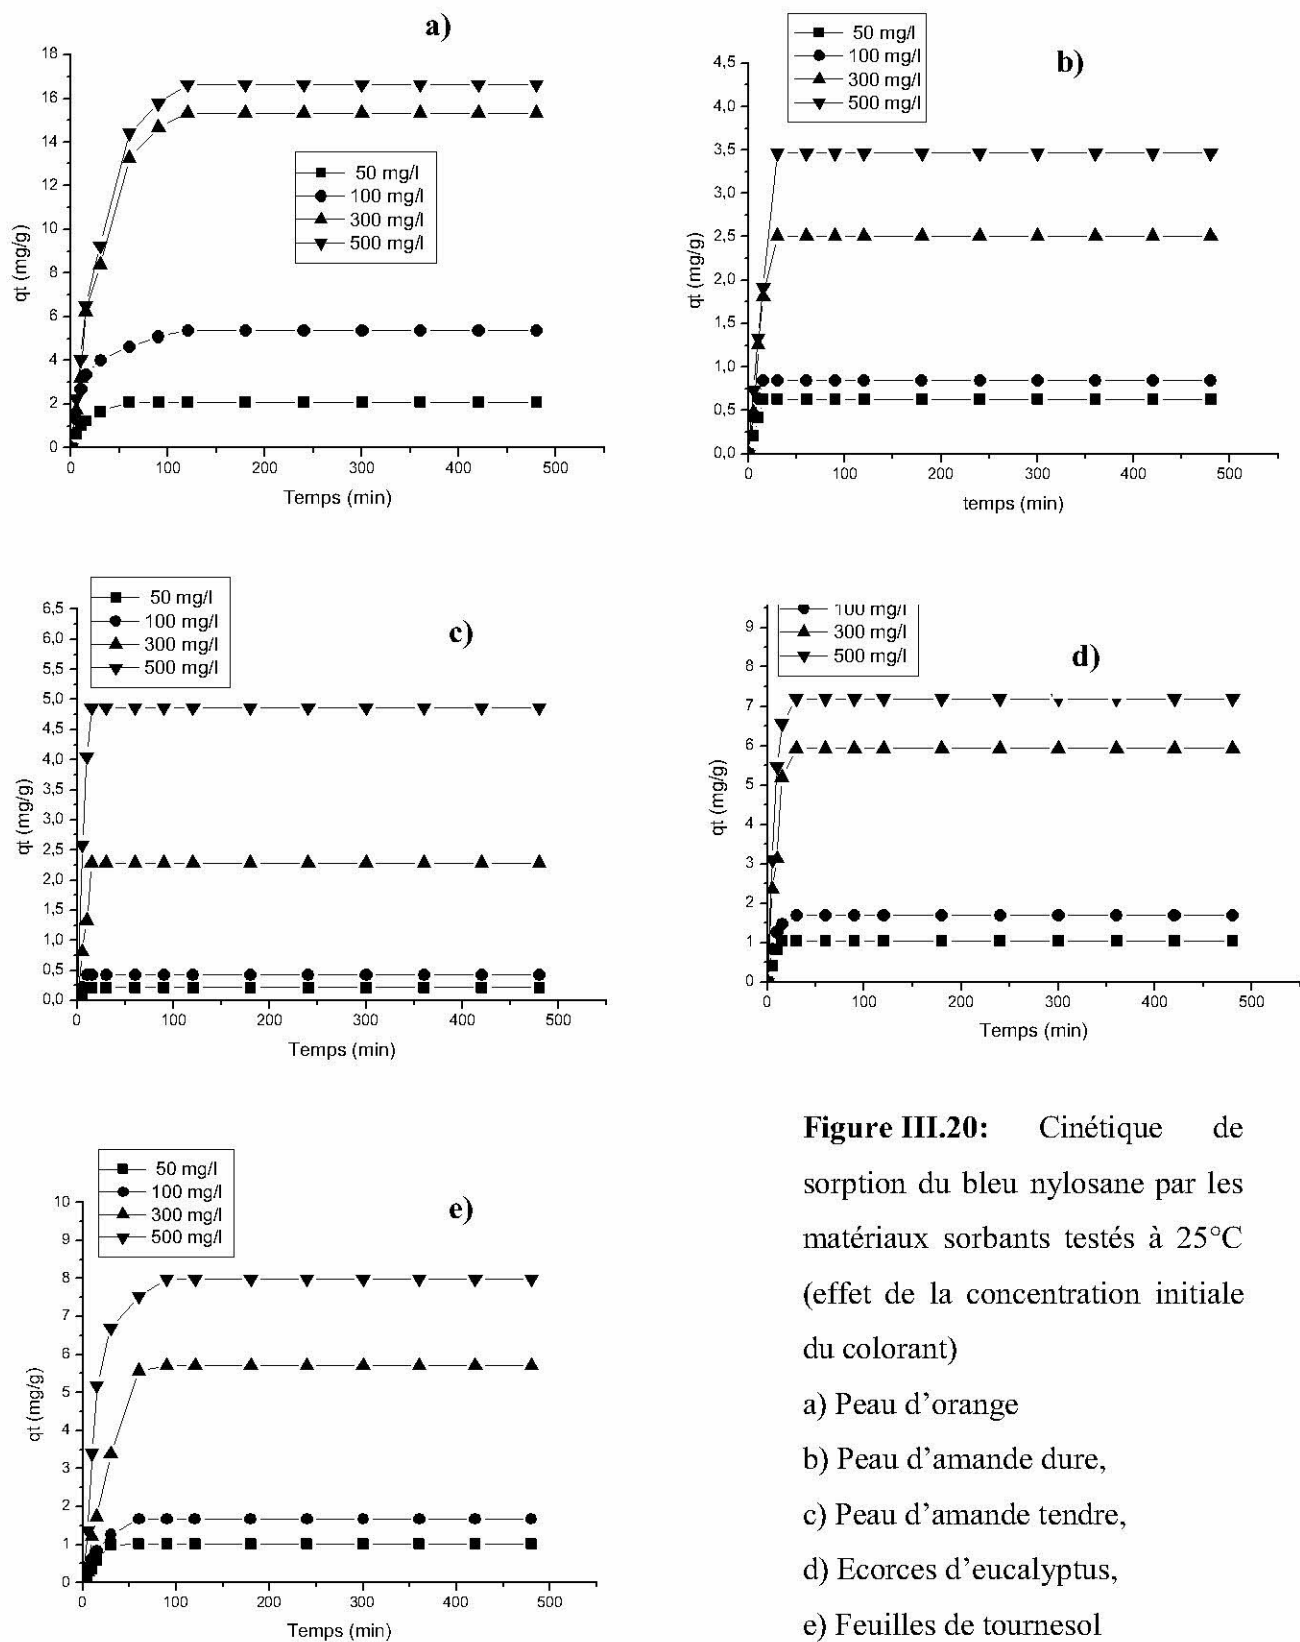 a)
50 mg/l
100 mg/l
300 mg/l
500 mg/l
18
16
14
12
10
8
6
4
2
0
qt (mg/g)
0 100 200 300 400 500
Temps (min)
b)
50 mg/l
100 mg/l
300 mg/l
500 mg/l
4,5
4,0
3,5
3,0
2,5
2,0
1,5
1,0
0,5
0,0
qt (mg/g)
0 100 200 300 400 500
temps (min)
c)
50 mg/l
100 mg/l
300 mg/l
500 mg/l
6,5
6,0
5,5
5,0
4,5
4,0
3,5
3,0
2,5
2,0
1,5
1,0
0,5
0,0
qt (mg/g)
0 100 200 300 400 500
Temps (min)
d)
100 mg/l
300 mg/l
500 mg/l
9
8
7
6
5
4
3
2
1
0
qt (mg/g)
0 100 200 300 400 500
Temps (min)
e)
50 mg/l
100 mg/l
300 mg/l
500 mg/l
10
9
8
7
6
5
4
3
2
1
0
qt (mg/g)
0 100 200 300 400 500
Temps (min)
Figure III.20: Cinétique de
sorption du bleu nylosane par les
matériaux sorbants testés à 25°C
(effet de la concentration initiale
du colorant)
a) Peau d'orange
b) Peau d'amande dure,
c) Peau d'amande tendre,
d) Ecorces d'eucalyptus,
e) Feuilles de tournesol